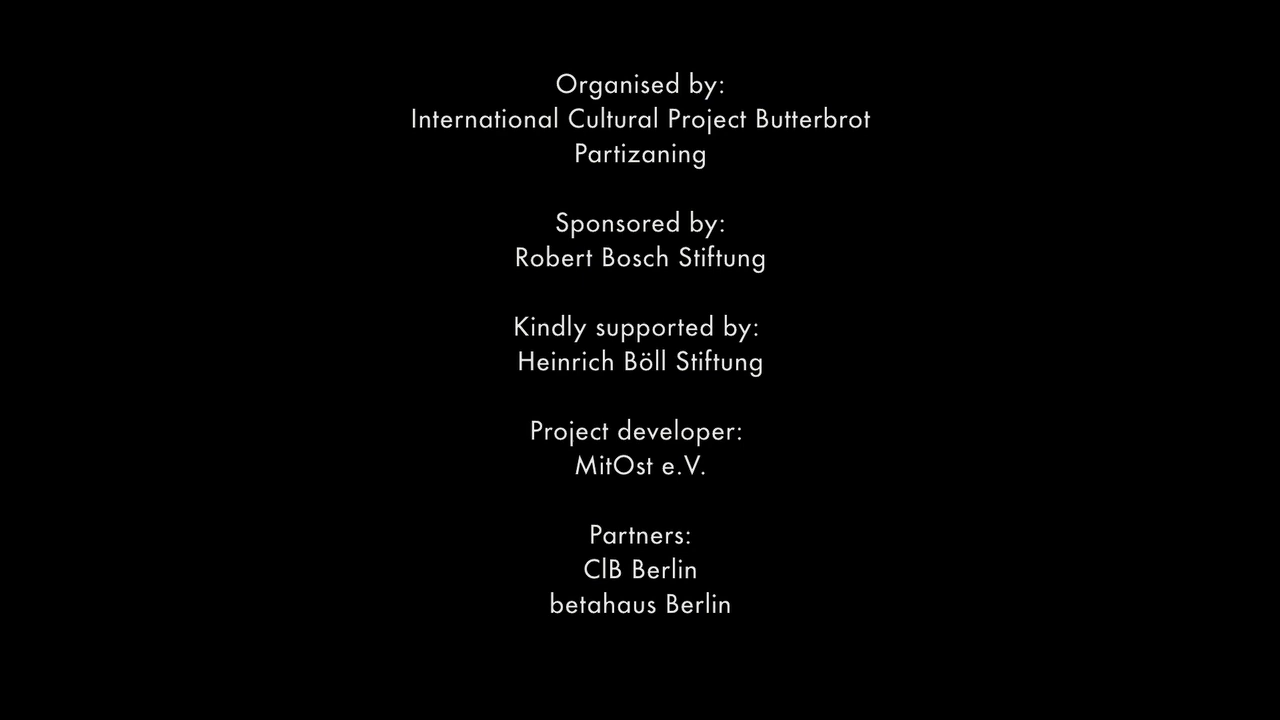 Organised by:
International Cultural Project Butterbrot
Partizaning
Sponsored by:
Robert Bosch Stiftung
Kindly supported by:
Heinrich Böll Stiftung
Project developer:
MitOst e.V.
Partners:
ClB Berlin
betahaus Berlin